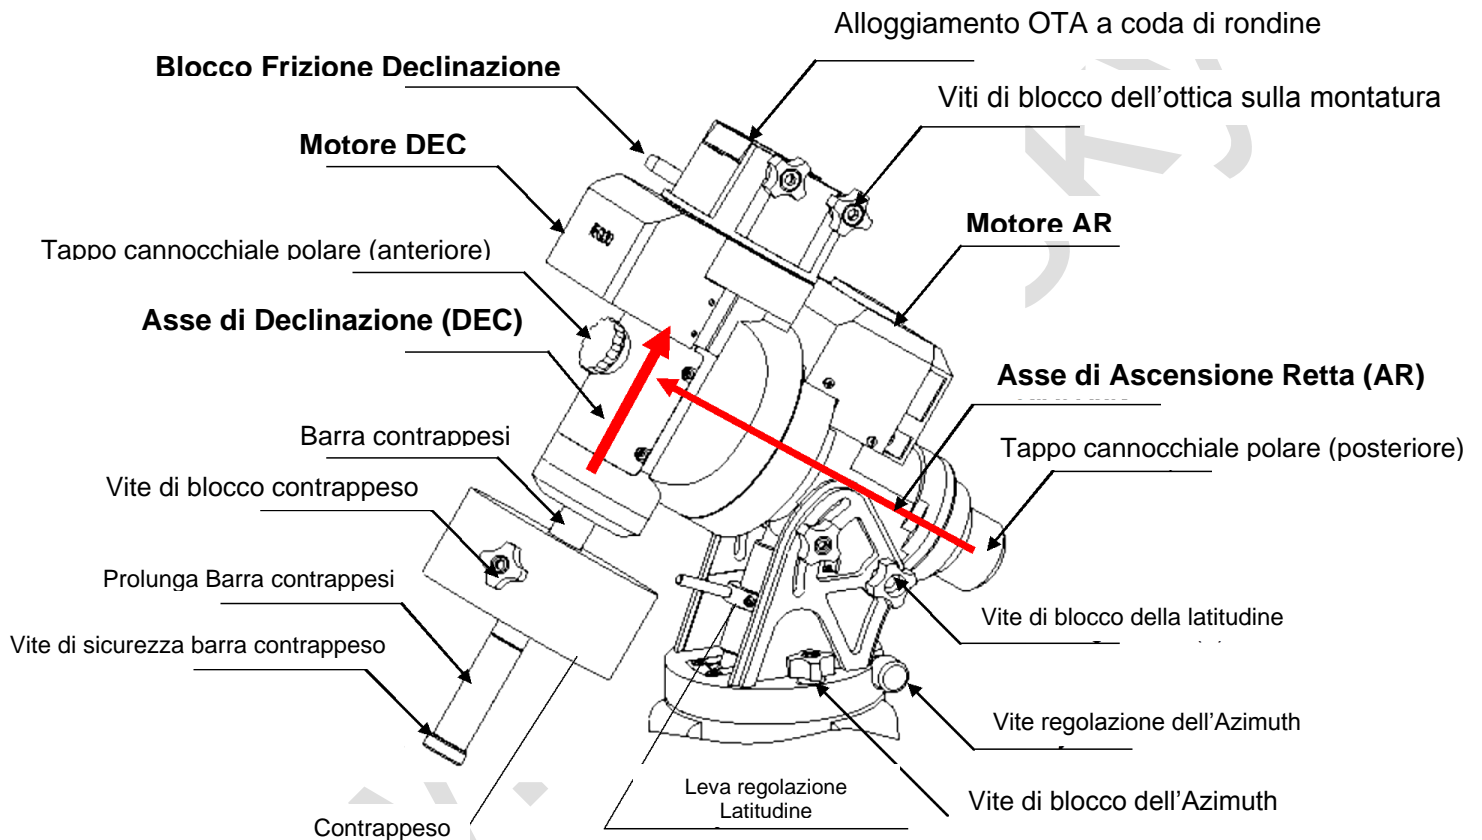 Alloggiamento OTA a coda di rondine
Blocco Frizione Declinazione
Viti di blocco dell’ottica sulla montatura
Motore DEC
Motore AR
Tappo cannocchiale polare (anteriore)
Asse di Declinazione (DEC)
Asse di Ascensione Retta (AR)
Barra contrappesi
Tappo cannocchiale polare (posteriore)
Vite di blocco contrappeso
Prolunga Barra contrappesi
Vite di blocco della latitudine
Vite di sicurezza barra contrappeso
Vite regolazione dell’Azimuth
Leva regolazione
Latitudine
Vite di blocco dell’Azimuth
Contrappeso